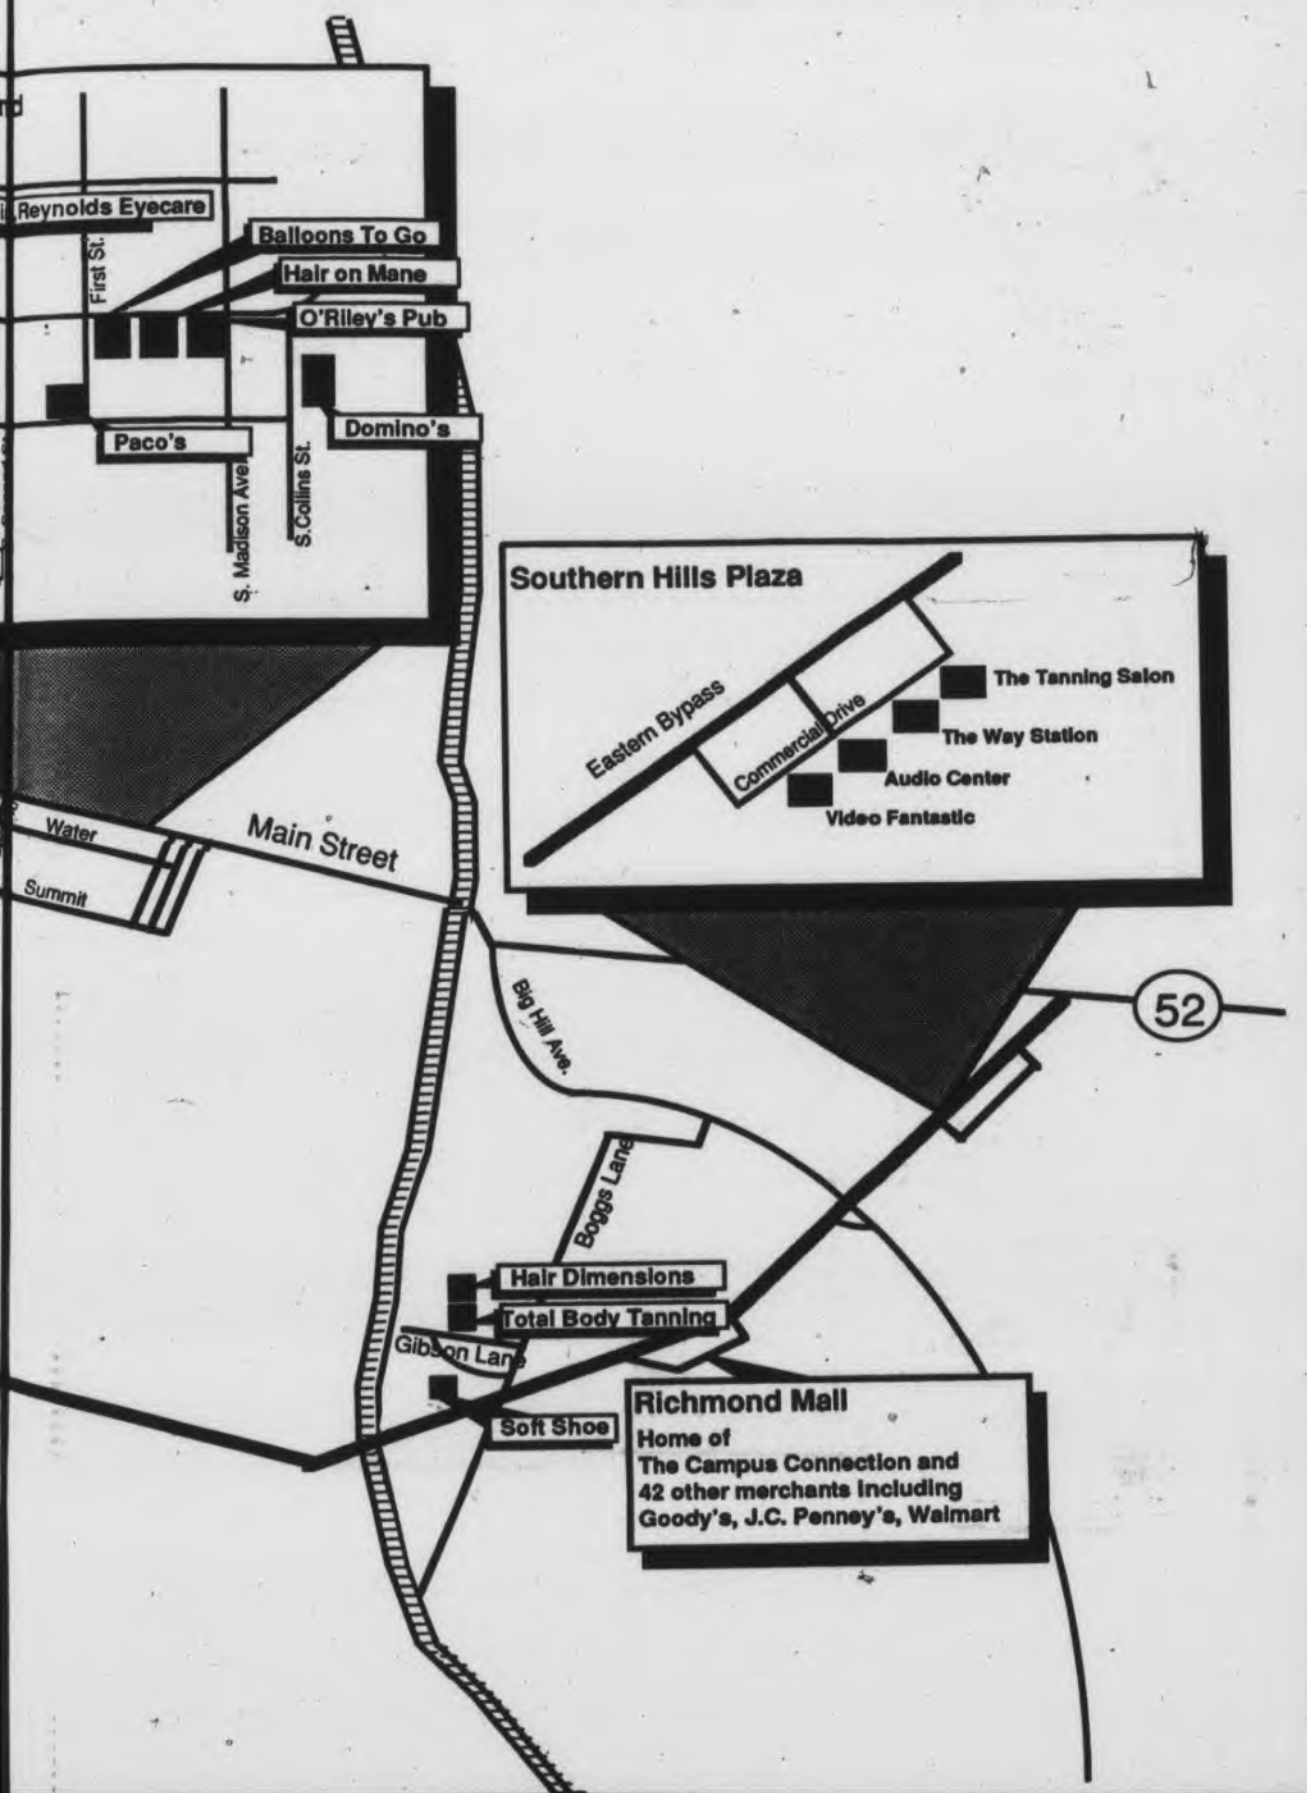 Reynolds Eyecare
Balloons To Go
First St.
Hair on Mane
O'Riley's Pub
Domino's
Paco's
S. Madison Ave
S.Collins St.
Southern Hills Plaza
Eastern Bypass
Commercial Drive
The Tanning Salon
The Way Station
Audio Center
Video Fantastic
Water
Main Street
Summit
Big Hill Ave.
52
Boggs Lane
Hair Dimensions
Total Body Tanning
Gibson Lane
Soft Shoe
Richmond Mall
Home of
The Campus Connection and
42 other merchants including
Goody's, J.C. Penney's, Walmart